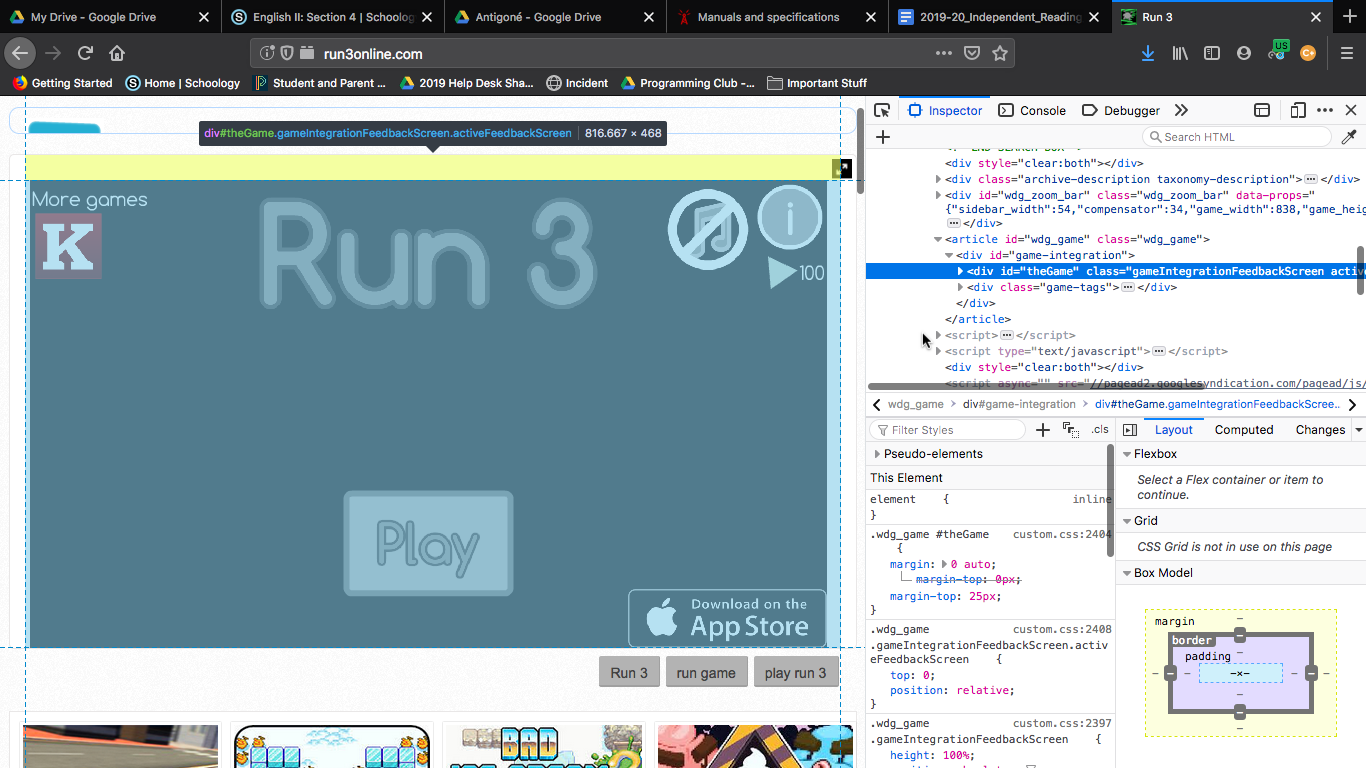 My Drive - Google Drive
English II: Section 4 | Schoolog
Antigoné - Google Drive
Manuals and specifications
2019-20_Independent_Reading
Run 3
run3online.com
US
C+
Getting Started
Home | Schoology
Student and Parent ...
2019 Help Desk Sha...
Incident
Programming Club -...
Important Stuff
div#theGame.gameIntegrationFeedbackScreen.activeFeedbackScreen | 816.667 × 468
More games
K
Run 3
i
100
Play
Download on the
App Store
Run 3
run game
play run 3
BAD
Inspector
Console
Debugger
Search HTML
<div style="clear:both"></div>
<div class="archive-description taxonomy-description"> </div>
<div id="wdg_zoom_bar" class="wdg_zoom_bar" data-props="
{"sidebar_width":54,"compensator":34,"game_width":838,"game_hei
</div>
<article id="wdg_game" class="wdg_game">
<div id="game-integration">
<div id="theGame" class="gameIntegrationFeedbackScreen active
<div class="game-tags"> </div>
</div>
</article>
<script> </script>
<script type="text/javascript"> </script>
<div style="clear:both"></div>
<script async="" src="//pagead2.googlesyndication.com/pagead/js/
wdg_game
div#game-integration
div#theGame.gameIntegrationFeedbackScree...
Filter Styles
.cls
Layout
Computed
Changes
Pseudo-elements
This Element
element {
inline
}
.wdg_game #theGame
custom.css:2404
{
margin: 0 auto;
margin-top: 0px;
margin-top: 25px;
}
.wdg_game
custom.css:2408
.gameIntegrationFeedbackScreen.activ
eFeedbackScreen {
top: 0;
position: relative;
}
.wdg_game
custom.css:2397
.gameIntegrationFeedbackScreen {
height: 100%;
Flexbox
Select a Flex container or item to
continue.
Grid
CSS Grid is not in use on this page
Box Model
margin
border
padding